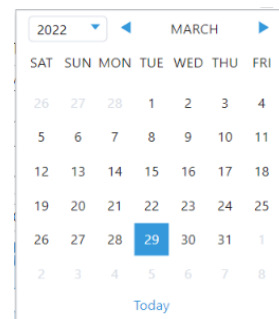 2022 MARCH
SAT SUN MON TUE WED THU FRI
26 27 28 1 2 3 4
5 6 7 8 9 10 11
12 13 14 15 16 17 18
19 20 21 22 23 24 25
26 27 28 29 30 31 1
2 3 4 5 6 7 8
Today